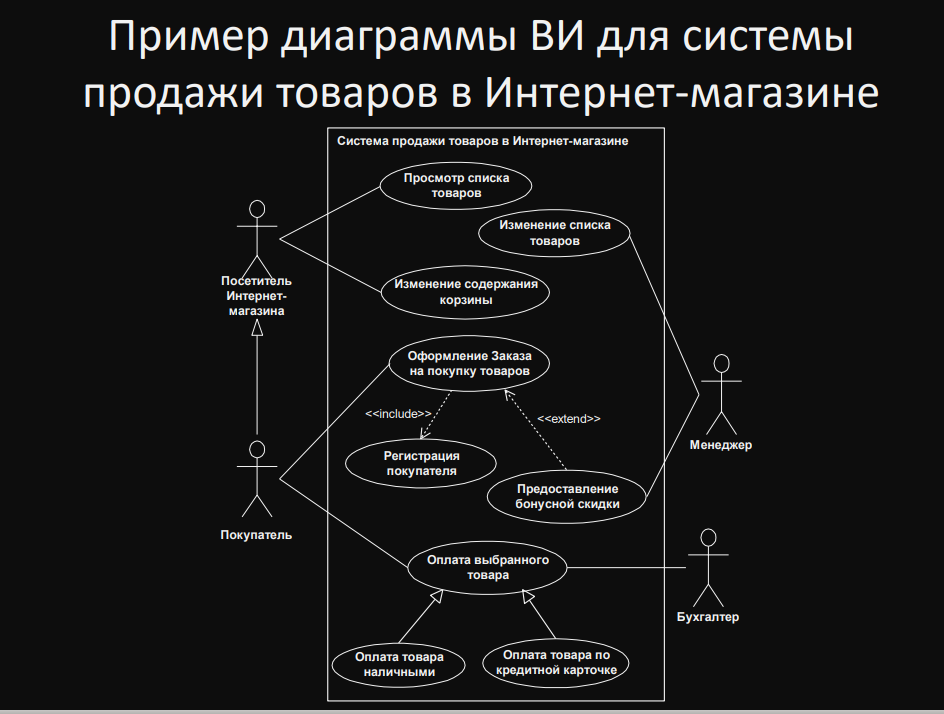 Пример диаграммы ВИ для системы
продажи товаров в Интернет-магазине
Система продажи товаров в Интернет-магазине
Просмотр списка
товаров
Изменение списка
товаров
Посетитель
Интернет-
магазина
Изменение содержания
корзины
Оформление Заказа
на покупку товаров
<<include>>
<<extend>>
Менеджер
Регистрация
покупателя
Предоставление
бонусной скидки
Покупатель
Оплата выбранного
товара
Бухгалтер
Оплата товара
наличными
Оплата товара по
кредитной карточке